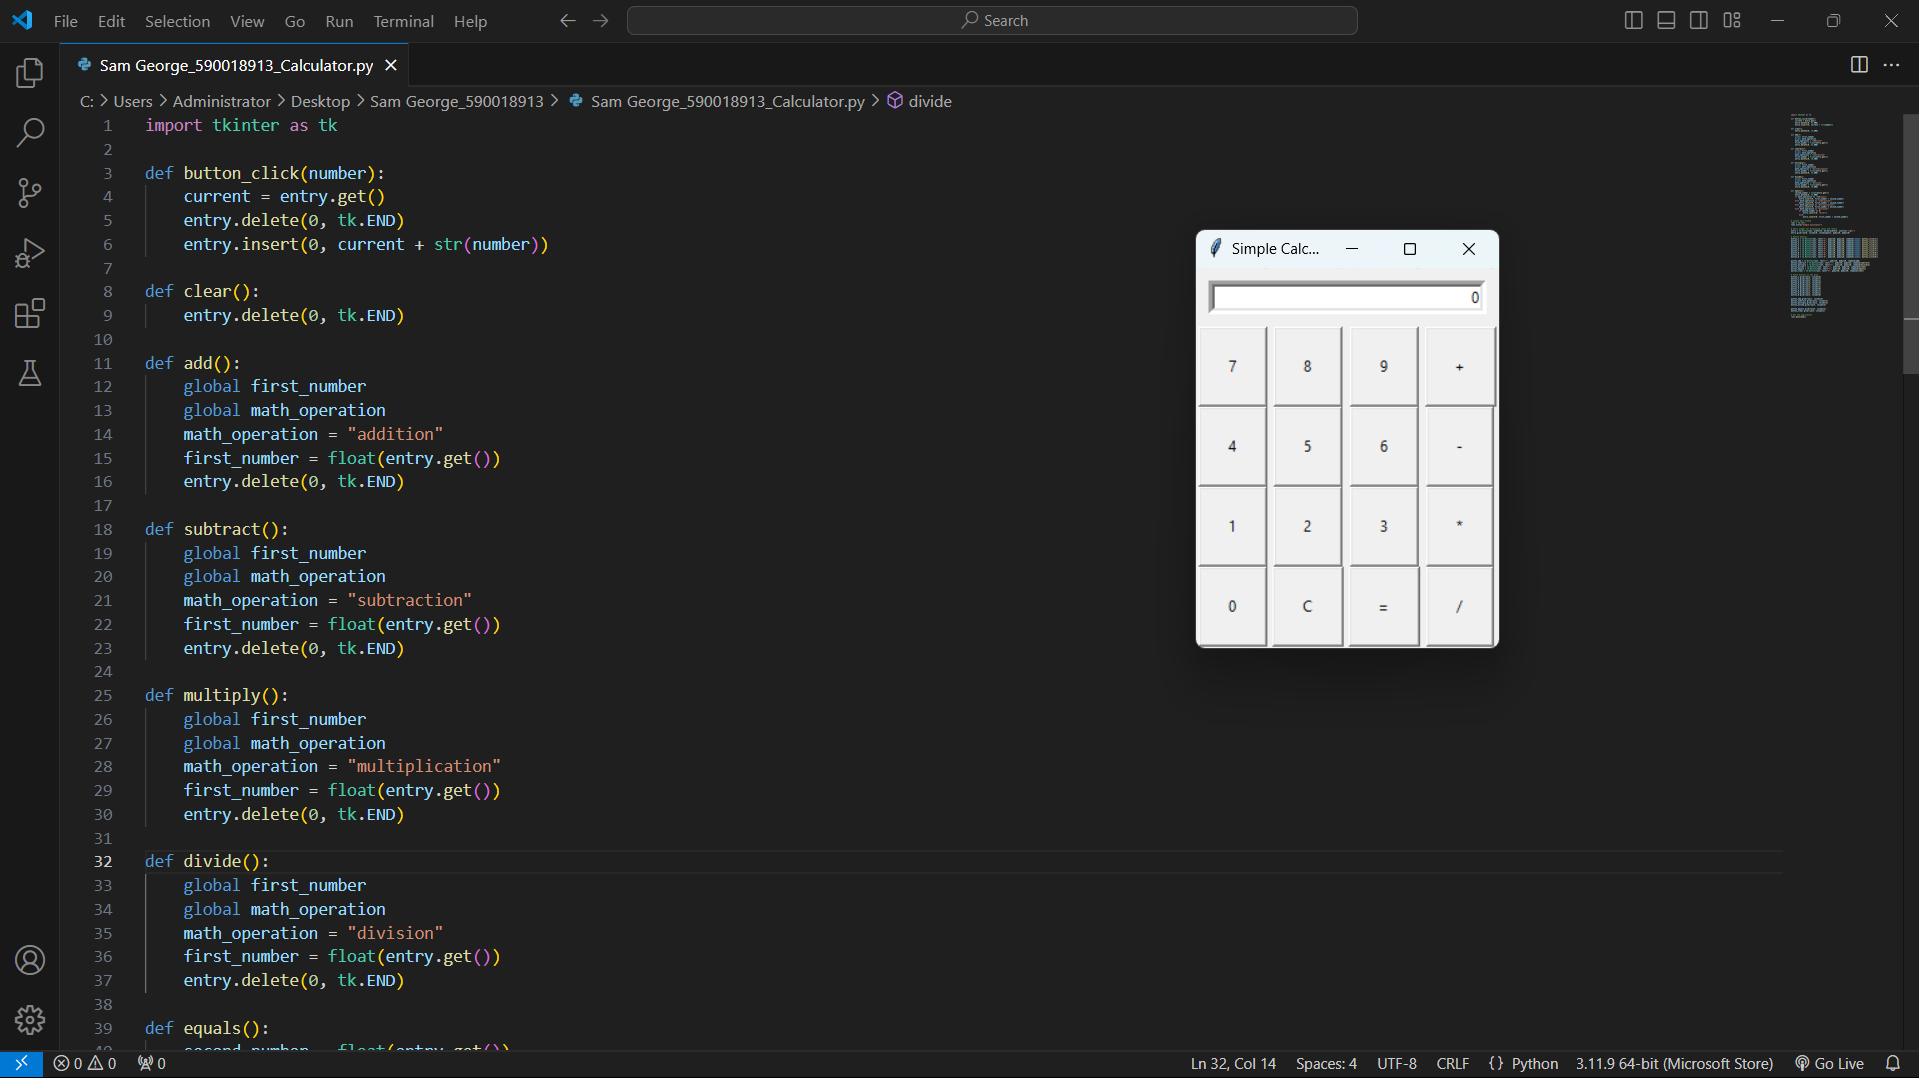 File Edit Selection View Go Run Terminal Help
Search
Sam George_590018913_Calculator.py
C: > Users > Administrator > Desktop > Sam George_590018913 > Sam George_590018913_Calculator.py > divide
1 import tkinter as tk
2
3 def button_click(number):
4     current = entry.get()
5     entry.delete(0, tk.END)
6     entry.insert(0, current + str(number))
7
8 def clear():
9     entry.delete(0, tk.END)
10
11 def add():
12     global first_number
13     global math_operation
14     math_operation = "addition"
15     first_number = float(entry.get())
16     entry.delete(0, tk.END)
17
18 def subtract():
19     global first_number
20     global math_operation
21     math_operation = "subtraction"
22     first_number = float(entry.get())
23     entry.delete(0, tk.END)
24
25 def multiply():
26     global first_number
27     global math_operation
28     math_operation = "multiplication"
29     first_number = float(entry.get())
30     entry.delete(0, tk.END)
31
32 def divide():
33     global first_number
34     global math_operation
35     math_operation = "division"
36     first_number = float(entry.get())
37     entry.delete(0, tk.END)
38
39 def equals():
40     second_number = float(entry.get())
Simple Calc...
0
7 8 9 +
4 5 6 -
1 2 3 *
0 C = /
0 0 0 Ln 32, Col 14 Spaces: 4 UTF-8 CRLF {} Python 3.11.9 64-bit (Microsoft Store) Go Live